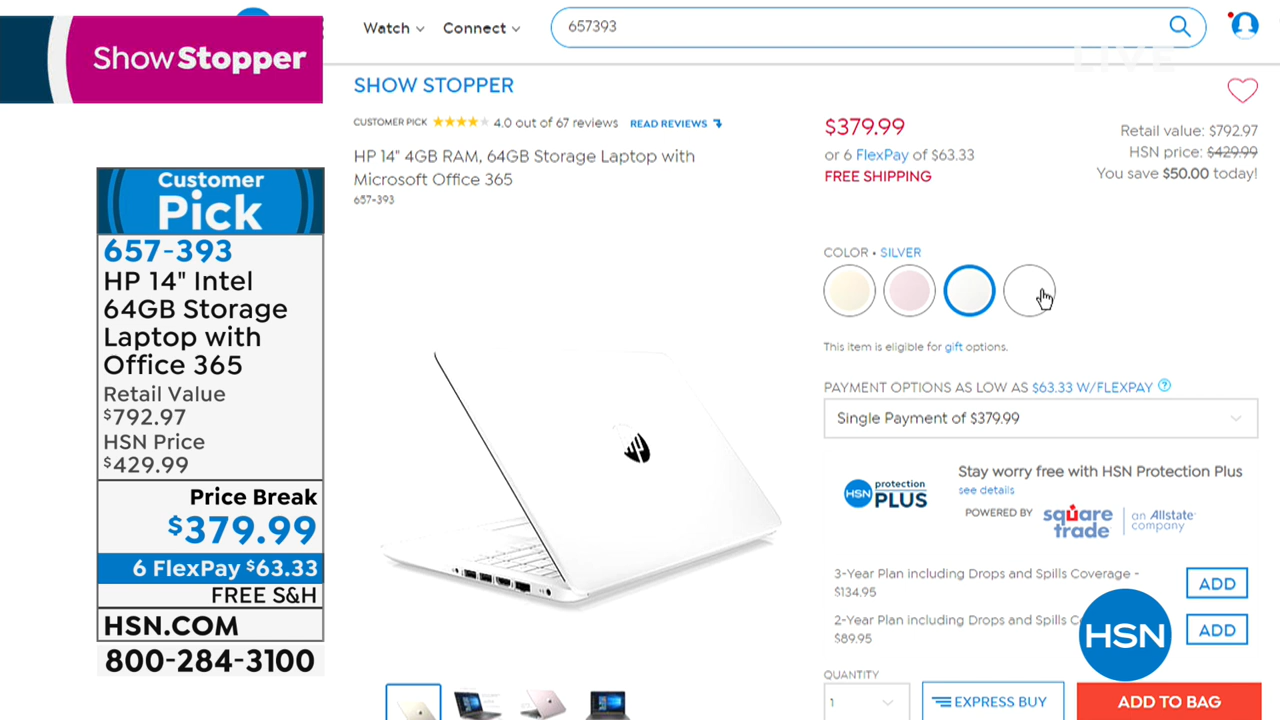 ShowStopper
Customer
Pick
657-393
HP 14" Intel
64GB Storage
Laptop with
Office 365
Retail Value
$792.97
HSN Price
$429.99
Price Break
$379.99
6 FlexPay $63.33
FREE S&H
HSN.COM
800-284-3100
Watch
Connect
657393
LIVE
SHOW STOPPER
CUSTOMER PICK 4.0 out of 67 reviews READ REVIEWS
HP 14" 4GB RAM, 64GB Storage Laptop with
Microsoft Office 365
657-393
$379.99
or 6 FlexPay of $63.33
FREE SHIPPING
Retail value: $792.97
HSN price: $429.99
You save $50.00 today!
COLOR • SILVER
This item is eligible for gift options.
PAYMENT OPTIONS AS LOW AS $63.33 W/FLEXPAY ?
Single Payment of $379.99
HSN protection PLUS
Stay worry free with HSN Protection Plus
see details
POWERED BY square trade an Allstate company
3-Year Plan including Drops and Spills Coverage -
$134.95
ADD
2-Year Plan including Drops and Spills
$89.95
ADD
HSN
QUANTITY
1
EXPRESS BUY
ADD TO BAG
hp